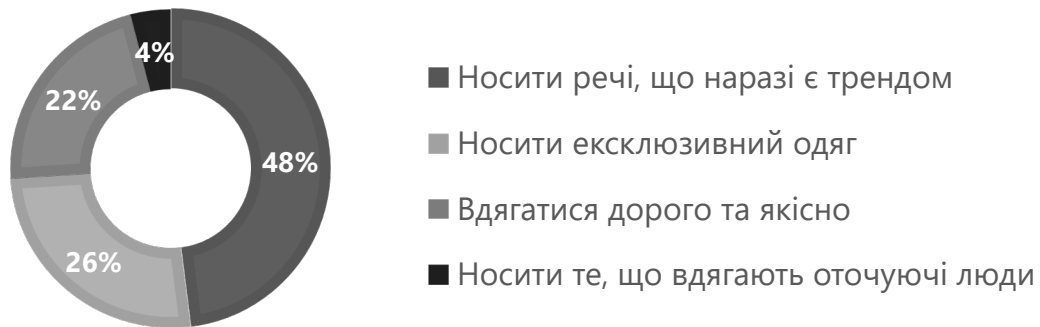 4%
22%
48%
26%
Носити речі, що наразі є трендом
Носити ексклюзивний одяг
Вдягатися дорого та якісно
Носити те, що вдягають оточуючі люди